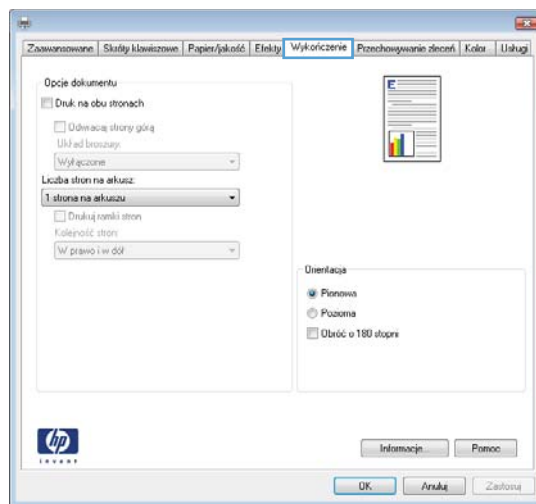 Zaawansowane Skróty klawiszowe Papier/jakość Efekty Wykończenie Przechowywanie zleceń Kolor Usługi
Opcje dokumentu
Druk na obu stronach
Odwracaj strony górą
Układ broszury:
Wyłączone
Liczba stron na arkusz:
1 strona na arkuszu
Drukuj ramki stron
Kolejność stron:
W prawo i w dół
E
Orientacja
Pionowa
Pozioma
Obróć o 180 stopni
hp
invent
Informacje... Pomoc
OK Anuluj Zastosuj